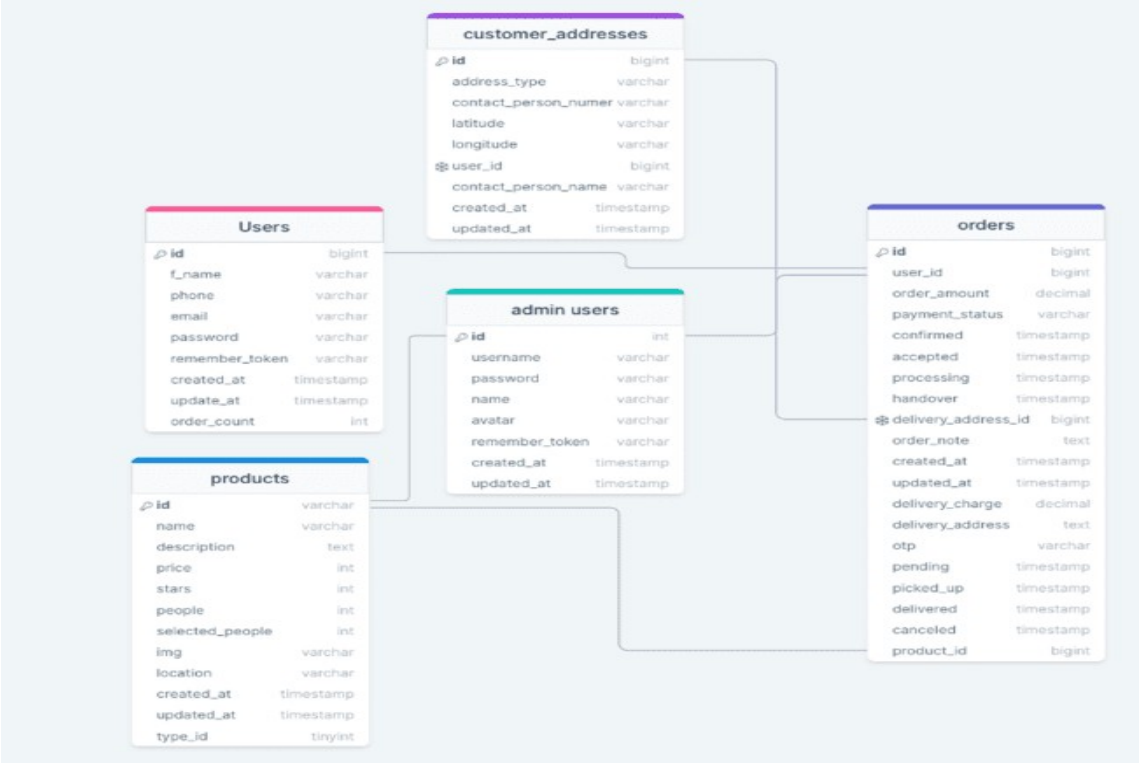 customer_addresses
id bigint
address_type varchar
contact_person_numer varchar
latitude varchar
longitude varchar
user_id bigint
contact_person_name varchar
created_at timestamp
updated_at timestamp
Users
id bigint
f_name varchar
phone varchar
email varchar
password varchar
remember_token varchar
created_at timestamp
update_at timestamp
order_count int
admin users
id int
username varchar
password varchar
name varchar
avatar varchar
remember_token varchar
created_at timestamp
updated_at timestamp
products
id varchar
name varchar
description text
price int
stars int
people int
selected_people int
img varchar
location varchar
created_at timestamp
updated_at timestamp
type_id tinyint
orders
id bigint
user_id bigint
order_amount decimal
payment_status varchar
confirmed timestamp
accepted timestamp
processing timestamp
handover timestamp
delivery_address_id bigint
order_note text
created_at timestamp
updated_at timestamp
delivery_charge decimal
delivery_address text
otp varchar
pending timestamp
picked_up timestamp
delivered timestamp
canceled timestamp
product_id bigint